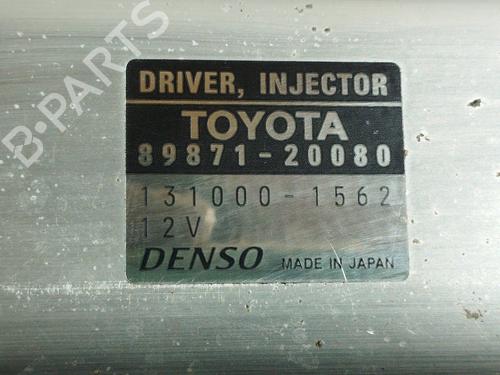 B-PARTS
DRIVER, INJECTOR
TOYOTA
89871-20080
131000-1562
12V
DENSO MADE IN JAPAN